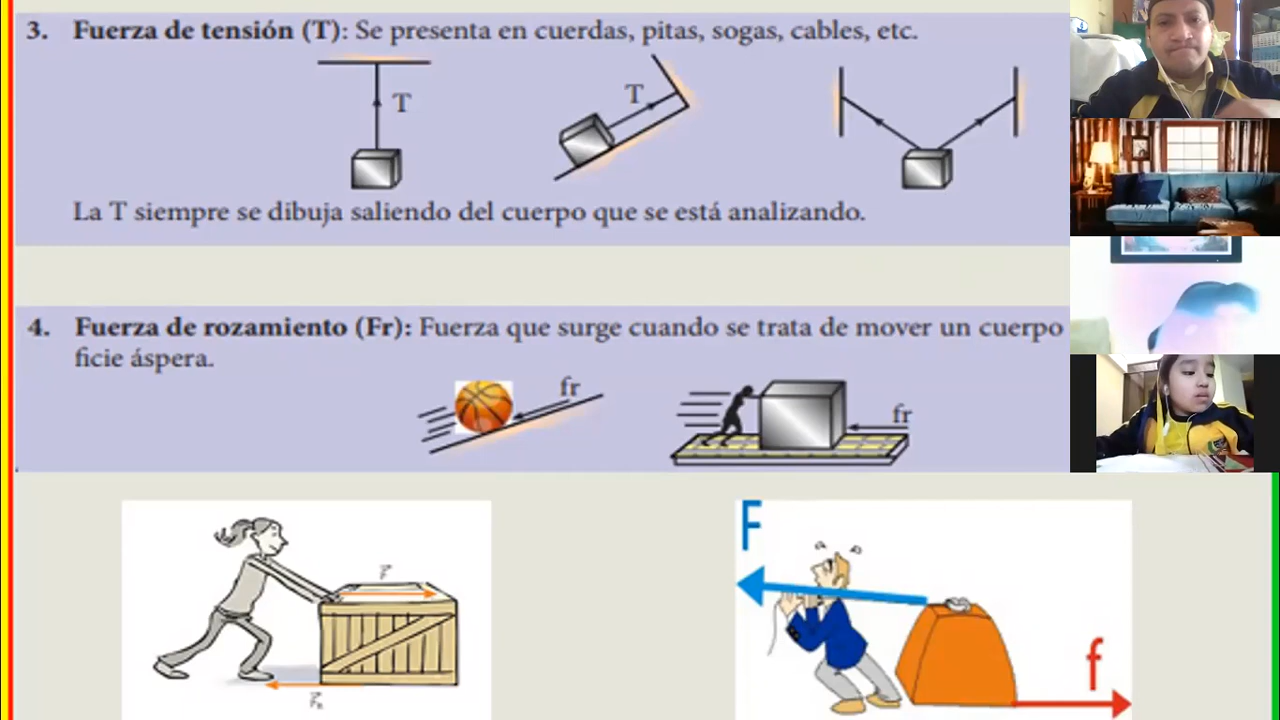 3. Fuerza de tensión (T): Se presenta en cuerdas, pitas, sogas, cables, etc.
T
T
La T siempre se dibuja saliendo del cuerpo que se está analizando.
4. Fuerza de rozamiento (Fr): Fuerza que surge cuando se trata de mover un cuerpo
ficie áspera.
fr
fr
F
f